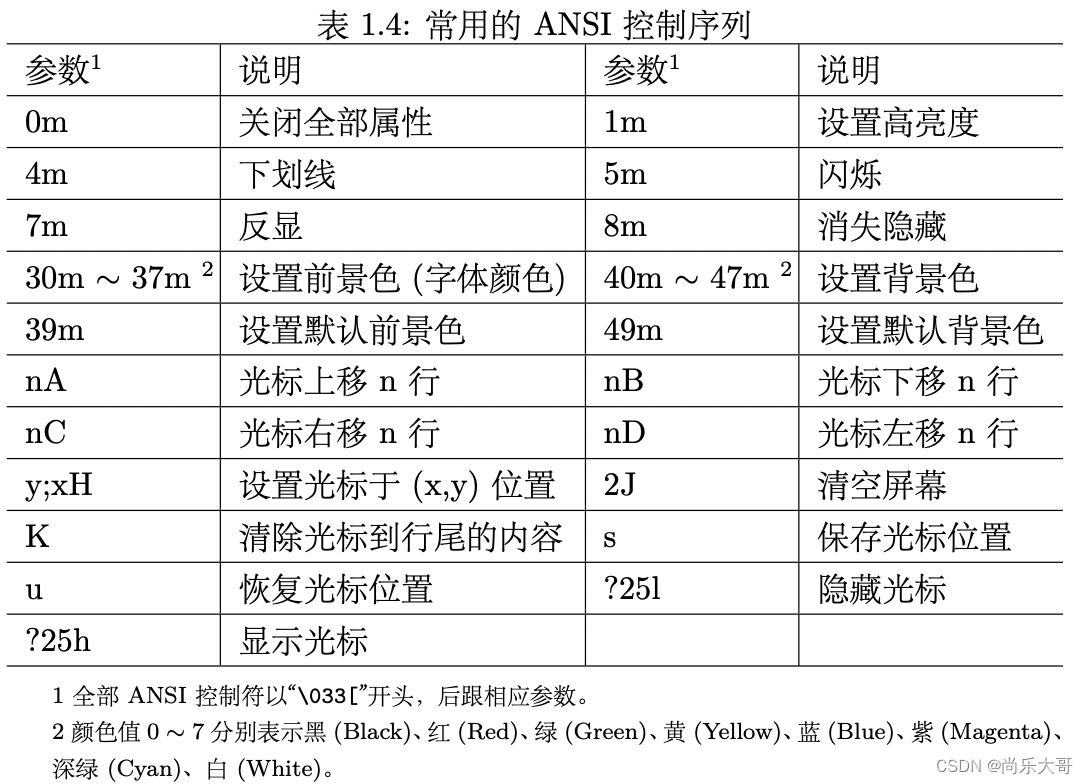 表 1.4: 常用的 ANSI 控制序列
参数1 说明 参数1 说明
0m 关闭全部属性 1m 设置高亮度
4m 下划线 5m 闪烁
7m 反显 8m 消失隐藏
30m ∼ 37m 2 设置前景色 (字体颜色) 40m ∼ 47m 2 设置背景色
39m 设置默认前景色 49m 设置默认背景色
nA 光标上移 n 行 nB 光标下移 n 行
nC 光标右移 n 行 nD 光标左移 n 行
y;xH 设置光标于 (x,y) 位置 2J 清空屏幕
K 清除光标到行尾的内容 s 保存光标位置
u 恢复光标位置 ?25l 隐藏光标
?25h 显示光标
1 全部 ANSI 控制符以“\033[”开头，后跟相应参数。
2 颜色值 0 ∼ 7 分别表示黑 (Black)、红 (Red)、绿 (Green)、黄 (Yellow)、蓝 (Blue)、紫 (Magenta)、
深绿 (Cyan)、白 (White)。
CSDN @尚乐大哥